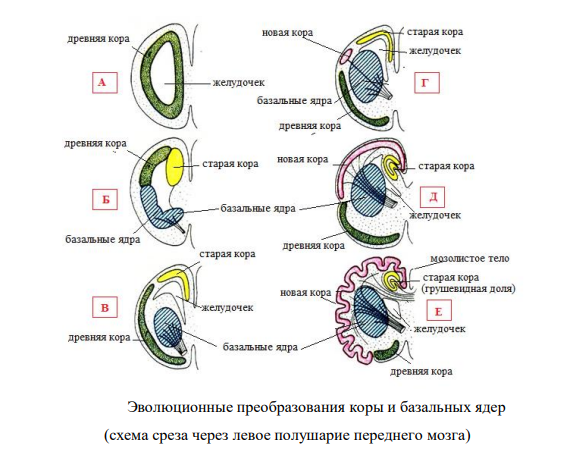 древняя кора
А
желудочек
древняя кора
старая кора
Б
базальные ядра
базальные ядра
старая кора
В
древняя кора
желудочек
базальные ядра
новая кора
старая кора
желудочек
Г
базальные ядра
древняя кора
новая кора
старая кора
Д
желудочек
древняя кора
мозолистое тело
старая кора
(грушевидная доля)
новая кора
Е
желудочек
древняя кора
Эволюционные преобразования коры и базальных ядер
(схема среза через левое полушарие переднего мозга)